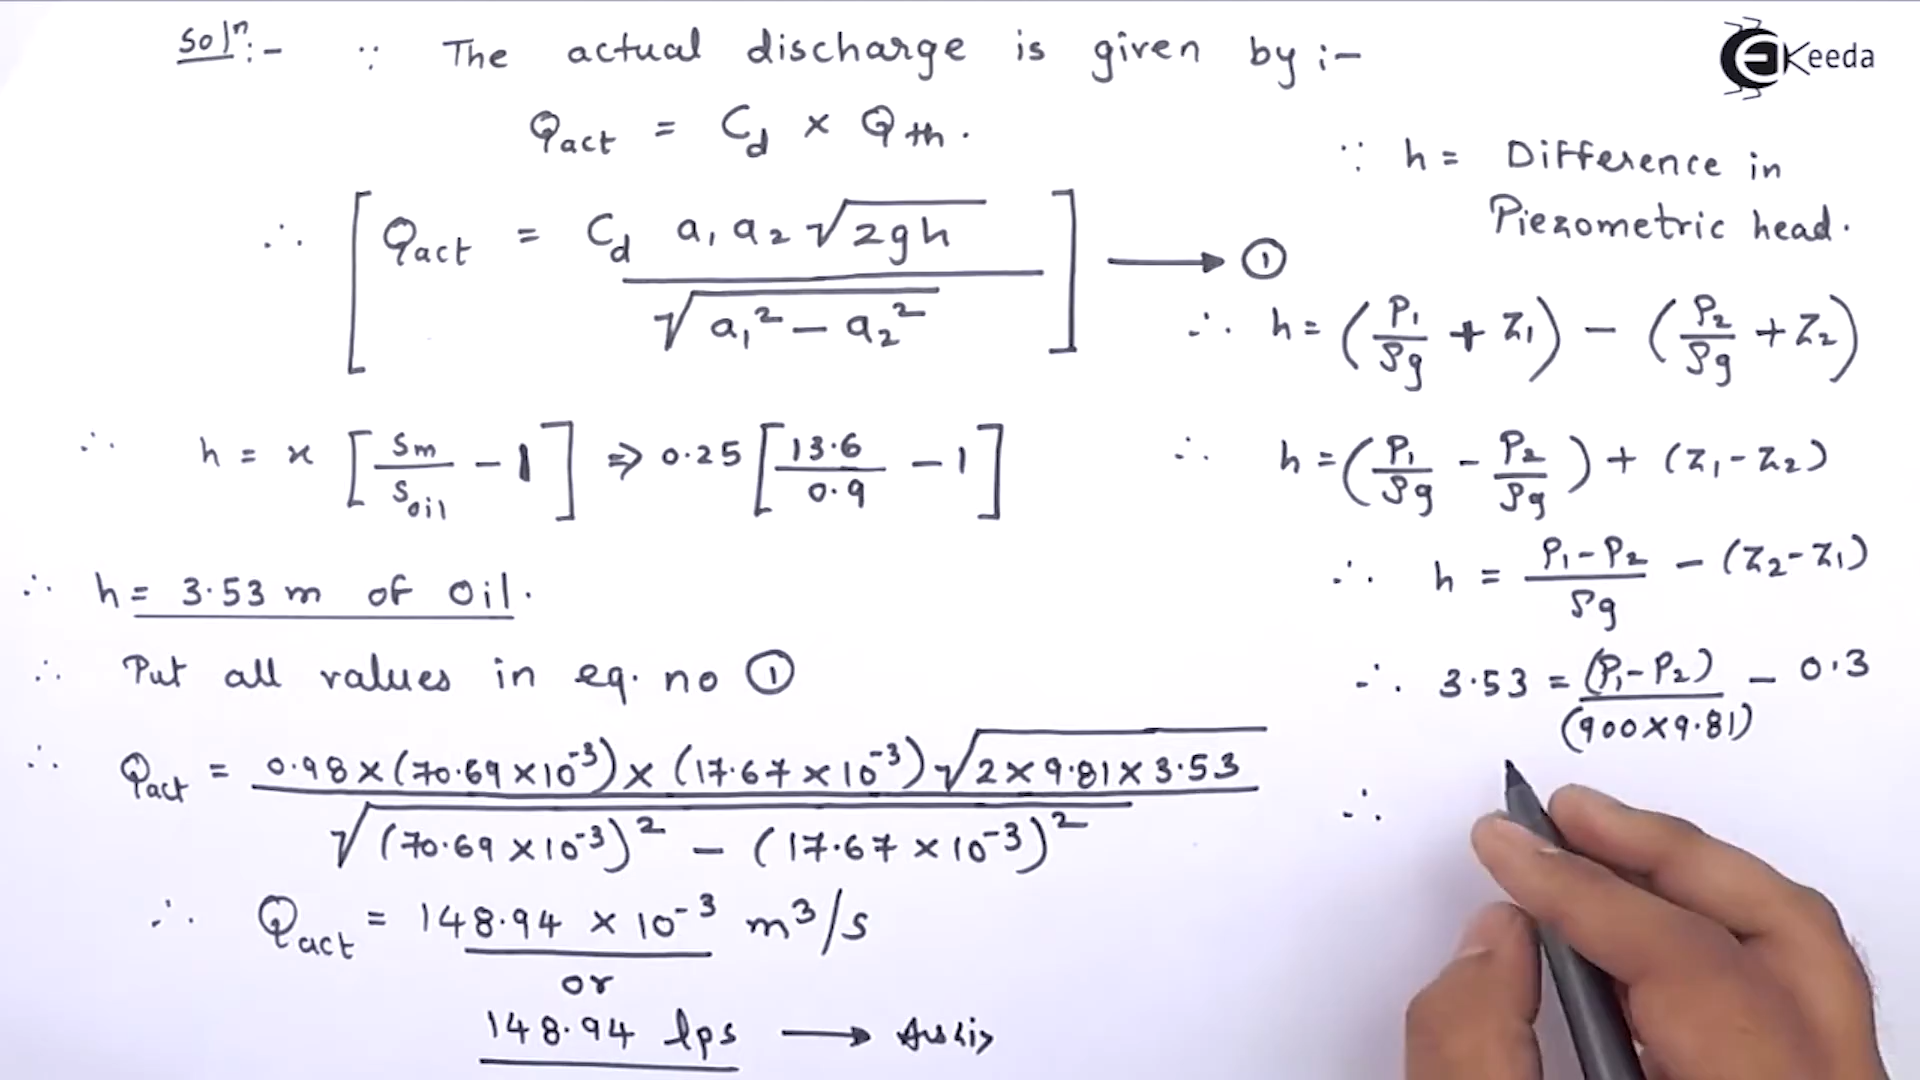 Solⁿ:- ∵ The actual discharge is given by :-
Qact = Cd × Qth.
∴ [Qact = Cd a₁ a₂ √2gh / √a₁² - a₂²] → ①
∴ h = x [Sm / Soil - 1] ⇒ 0.25 [13.6 / 0.9 - 1]
∴ h = 3.53 m of oil.
∴ Put all values in eq. no ①
∴ Qact = 0.98 × (70.69 × 10⁻³) × (17.67 × 10⁻³) √2 × 9.81 × 3.53 / √(70.69 × 10⁻³)² - (17.67 × 10⁻³)²
∴ Qact = 148.94 × 10⁻³ m³/s
or
148.94 lps →
EKeeda
∵ h = Difference in
Piezometric head.
∴ h = (P₁/ρg + Z₁) - (P₂/ρg + Z₂)
∴ h = (P₁/ρg - P₂/ρg) + (Z₁ - Z₂)
∴ h = P₁ - P₂ / ρg - (Z₂ - Z₁)
∴ 3.53 = (P₁ - P₂) / (900 × 9.81) - 0.3
∴